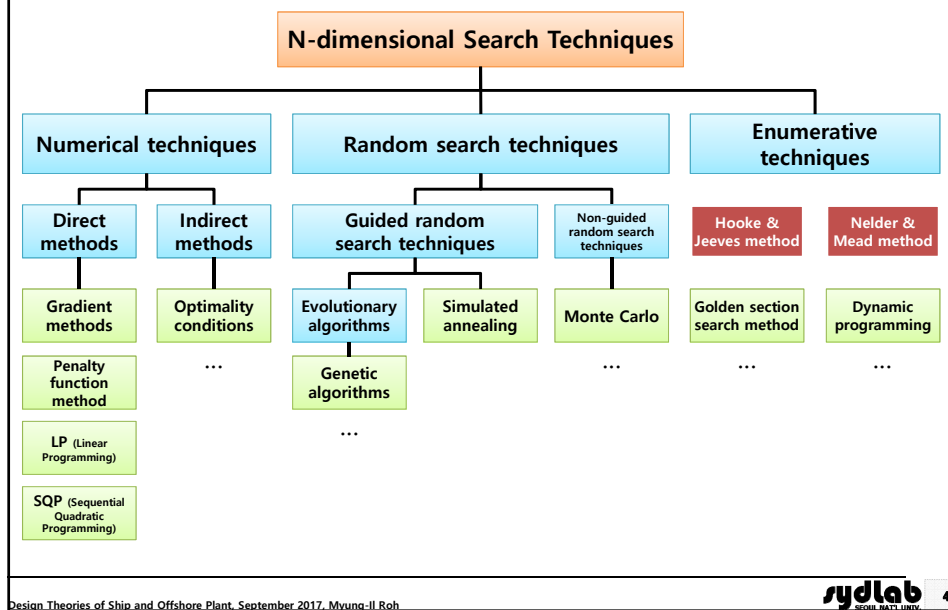 N-dimensional Search Techniques
Numerical techniques
Random search techniques
Enumerative
techniques
Direct
methods
Indirect
methods
Guided random
search techniques
Non-guided
random search
techniques
Hooke &
Jeeves method
Nelder &
Mead method
Gradient
methods
Optimality
conditions
Evolutionary
algorithms
Simulated
annealing
Monte Carlo
Golden section
search method
Dynamic
programming
Penalty
function
method
...
Genetic
algorithms
...
...
...
...
LP (Linear
Programming)
SQP (Sequential
Quadratic
Programming)
Design Theories of Ship and Offshore Plant, September 2017, Myung-Il Roh
sydlab
SEOUL NAT'L UNIV.
4